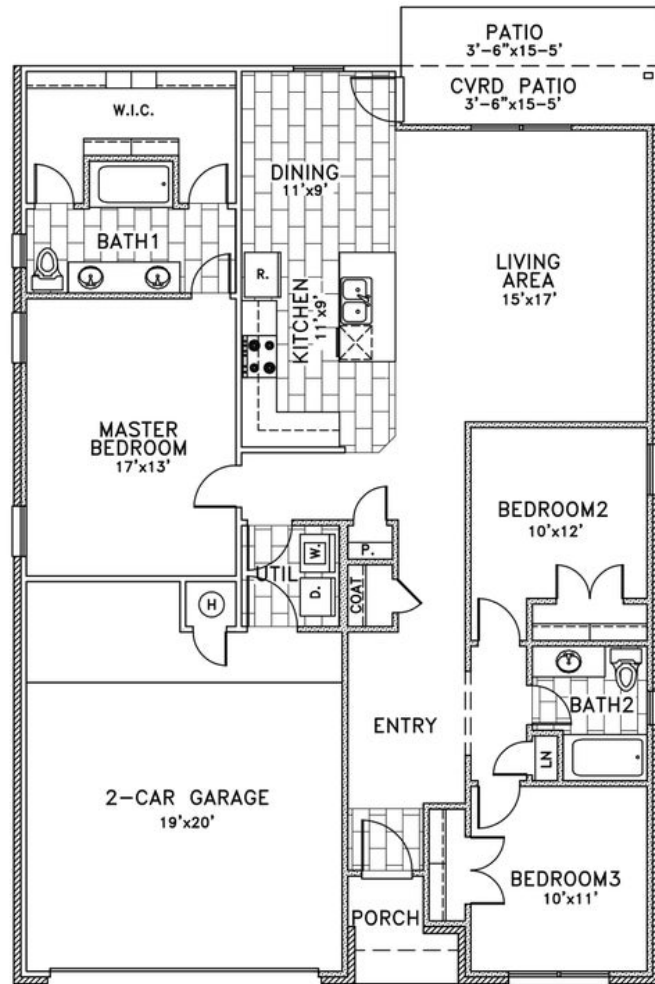 PATIO
3'-6"x15-5'
CVRD PATIO
3'-6"x15-5'
W.I.C.
DINING
11'x9'
BATH1
LIVING
AREA
15'x17'
R.
KITCHEN
11'x9'
MASTER
BEDROOM
17'x13'
BEDROOM2
10'x12'
W.
P.
UTIL
D.
COAT
H
ENTRY
BATH2
LN
2-CAR GARAGE
19'x20'
BEDROOM3
10'x11'
PORCH